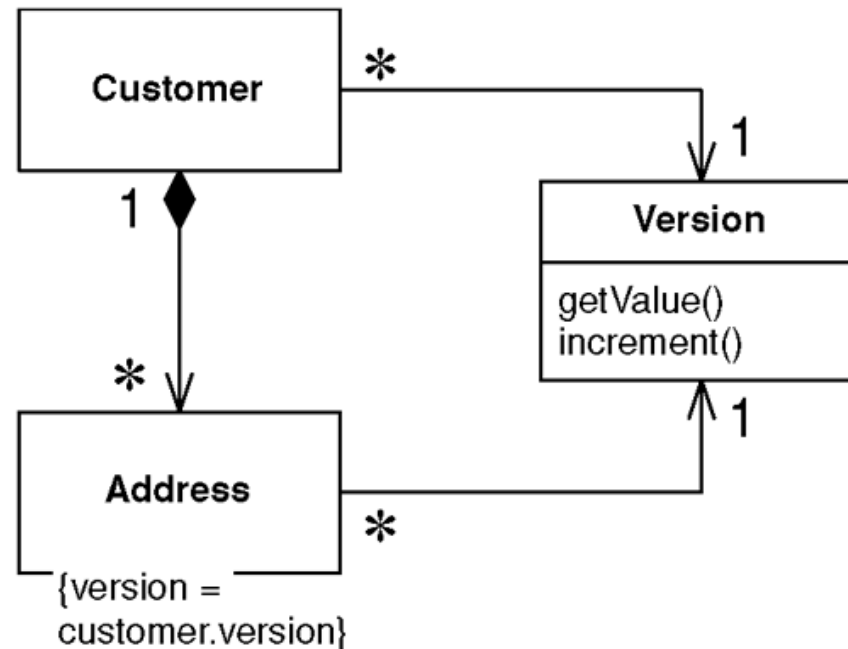 Customer
*
1
1
Version
getValue()
increment()
*
1
Address
*
{version =
customer.version}